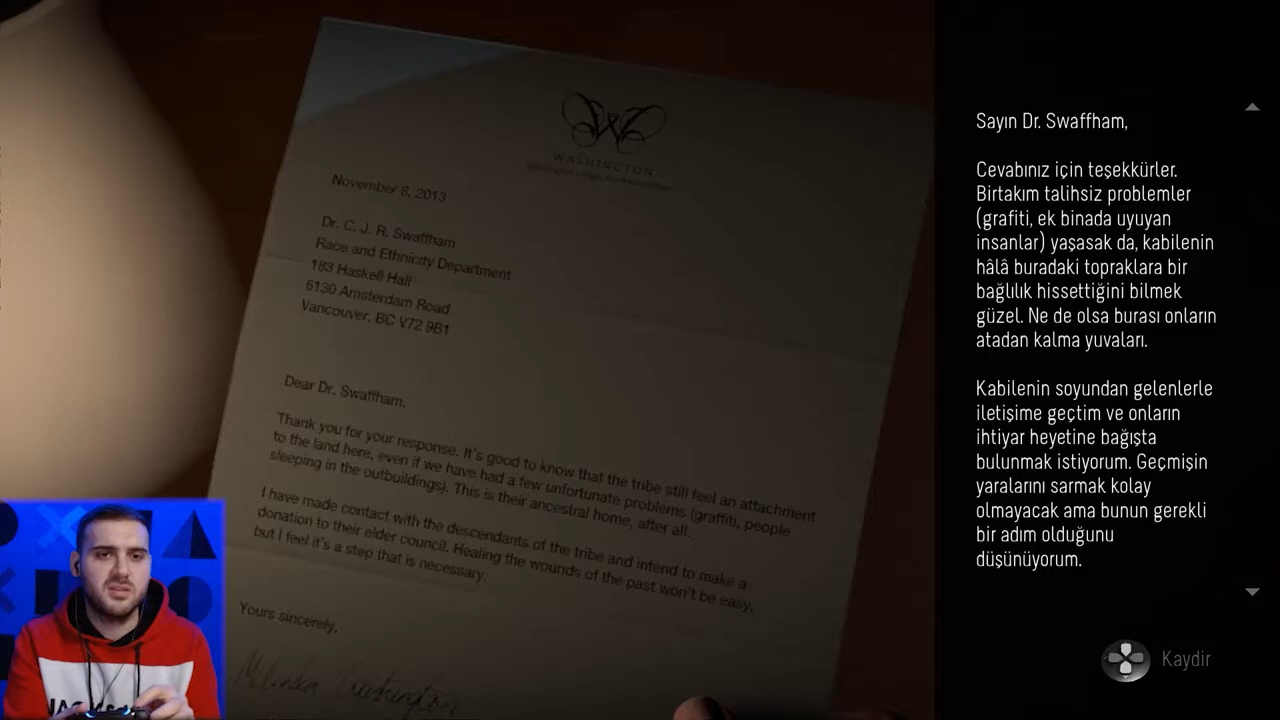 W
WASHINGTON
November 8, 2013
Dr. C. J. R. Swaffham
Race and Ethnicity Department
183 Haskell Hall
6130 Amsterdam Road
Vancouver, BC V72 9B1
Dear Dr. Swaffham,
Thank you for your response. It's good to know that the tribe still feel an attachment
to the land here, even if we have had a few unfortunate problems (graffiti, people
sleeping in the outbuildings). This is their ancestral home, after all.
I have made contact with the descendants of the tribe and intend to make a
donation to their elder council. Healing the wounds of the past won't be easy,
but I feel it's a step that is necessary.
Yours sincerely,
Washington
Sayın Dr. Swaffham,
Cevabınız için teşekkürler.
Birtakım talihsiz problemler
(grafiti, ek binada uyuyan
insanlar) yaşasak da, kabilenin
hâlâ buradaki topraklara bir
bağlılık hissettiğini bilmek
güzel. Ne de olsa burası onların
atadan kalma yuvaları.
Kabilenin soyundan gelenlerle
iletişime geçtim ve onların
ihtiyar heyetine bağışta
bulunmak istiyorum. Geçmişin
yaralarını sarmak kolay
olmayacak ama bunun gerekli
bir adım olduğunu
düşünüyorum.
Kaydir